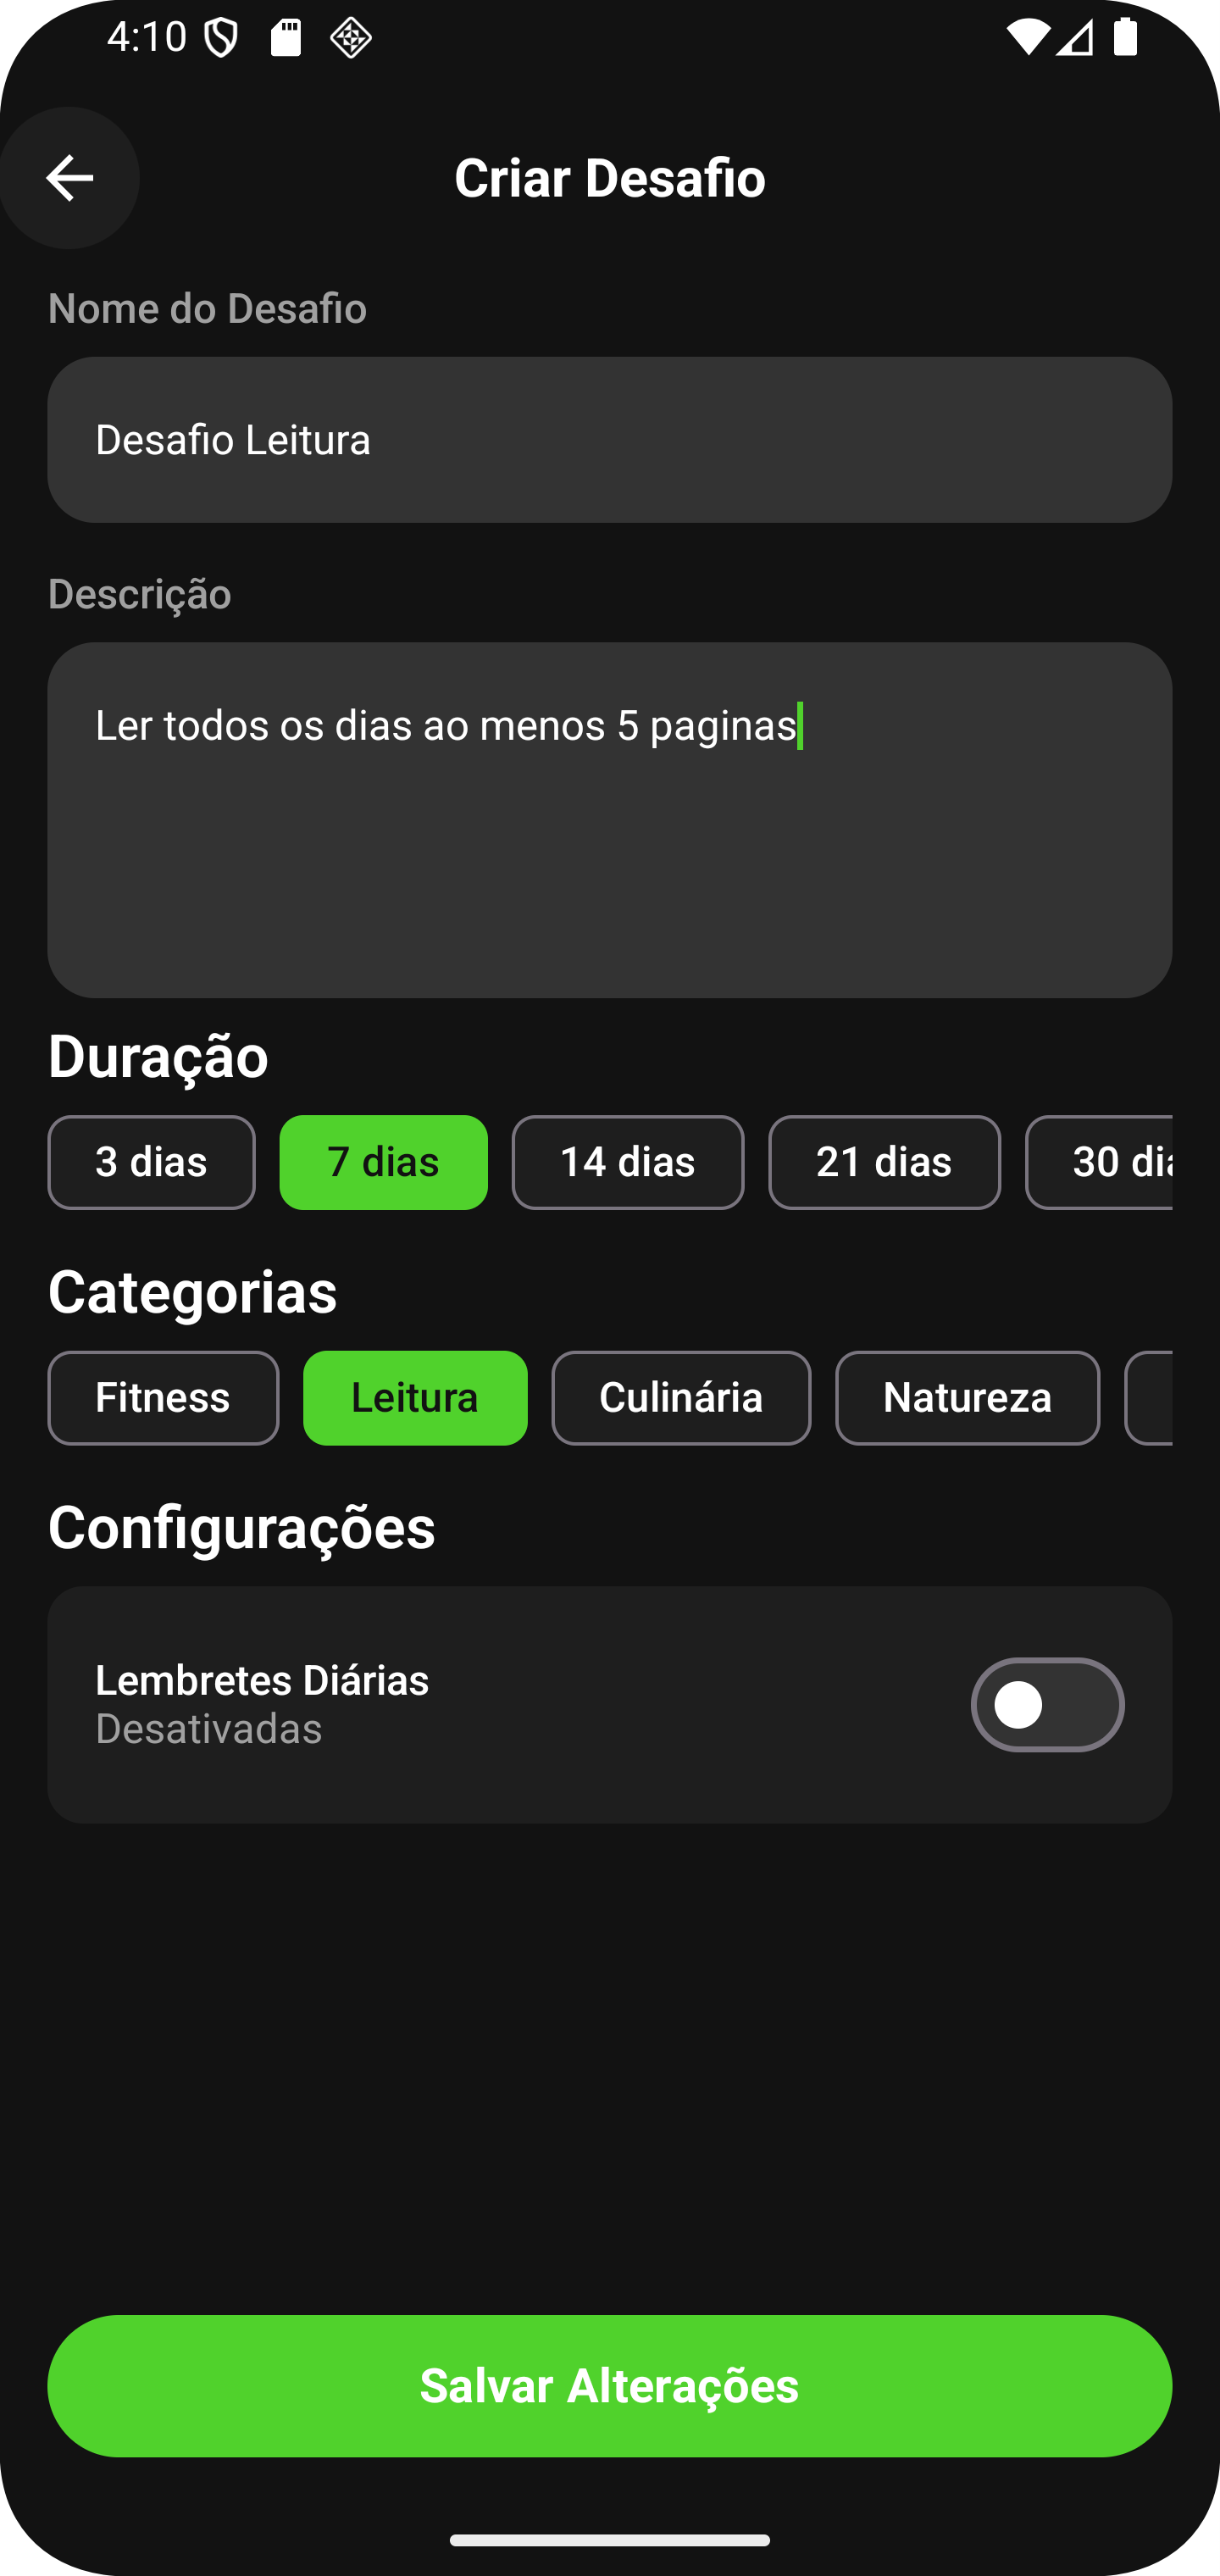 4:10
Criar Desafio
Nome do Desafio
Desafio Leitura
Descrição
Ler todos os dias ao menos 5 paginas
Duração
3 dias
7 dias
14 dias
21 dias
30 dia
Categorias
Fitness
Leitura
Culinária
Natureza
Configurações
Lembretes Diárias
Desativadas
Salvar Alterações